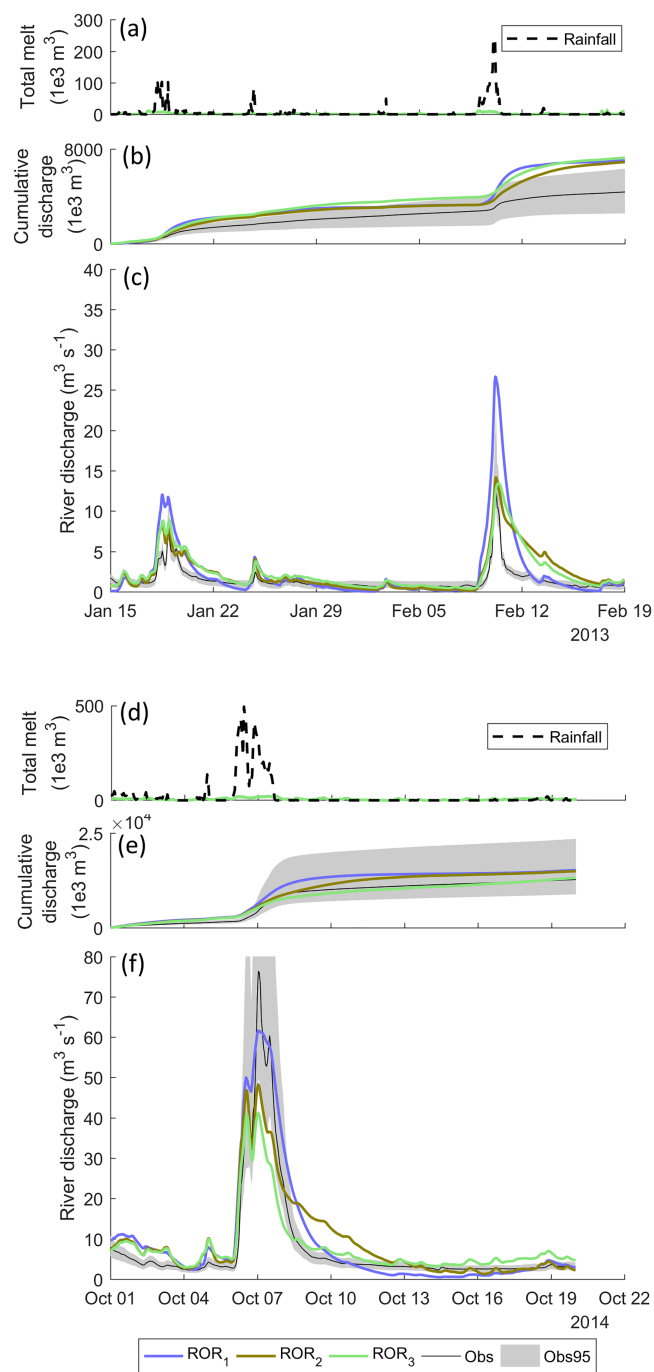 (a)
Total melt
(1e3 m³)
300
200
100
0
Rainfall
(b)
Cumulative
discharge
(1e3 m³)
8000
0
(c)
River discharge (m³ s⁻¹)
40
35
30
25
20
15
10
5
0
Jan 15
Jan 22
Jan 29
Feb 05
Feb 12
Feb 19
2013
(d)
Total melt
(1e3 m³)
500
0
Rainfall
(e)
Cumulative
discharge
(1e3 m³)
×10⁴
2.5
0
(f)
River discharge (m³ s⁻¹)
80
70
60
50
40
30
20
10
0
Oct 01
Oct 04
Oct 07
Oct 10
Oct 13
Oct 16
Oct 19
Oct 22
2014
ROR₁ ROR₂ ROR₃ Obs Obs95